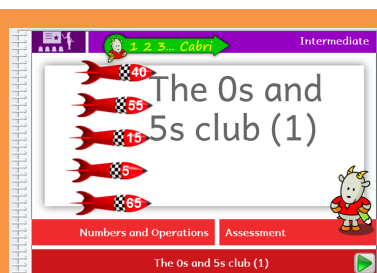 1 2 3... Cabri
Intermediate
40
The 0s and
55
15
5s club (1)
5
65
Numbers and Operations
Assessment
The 0s and 5s club (1)